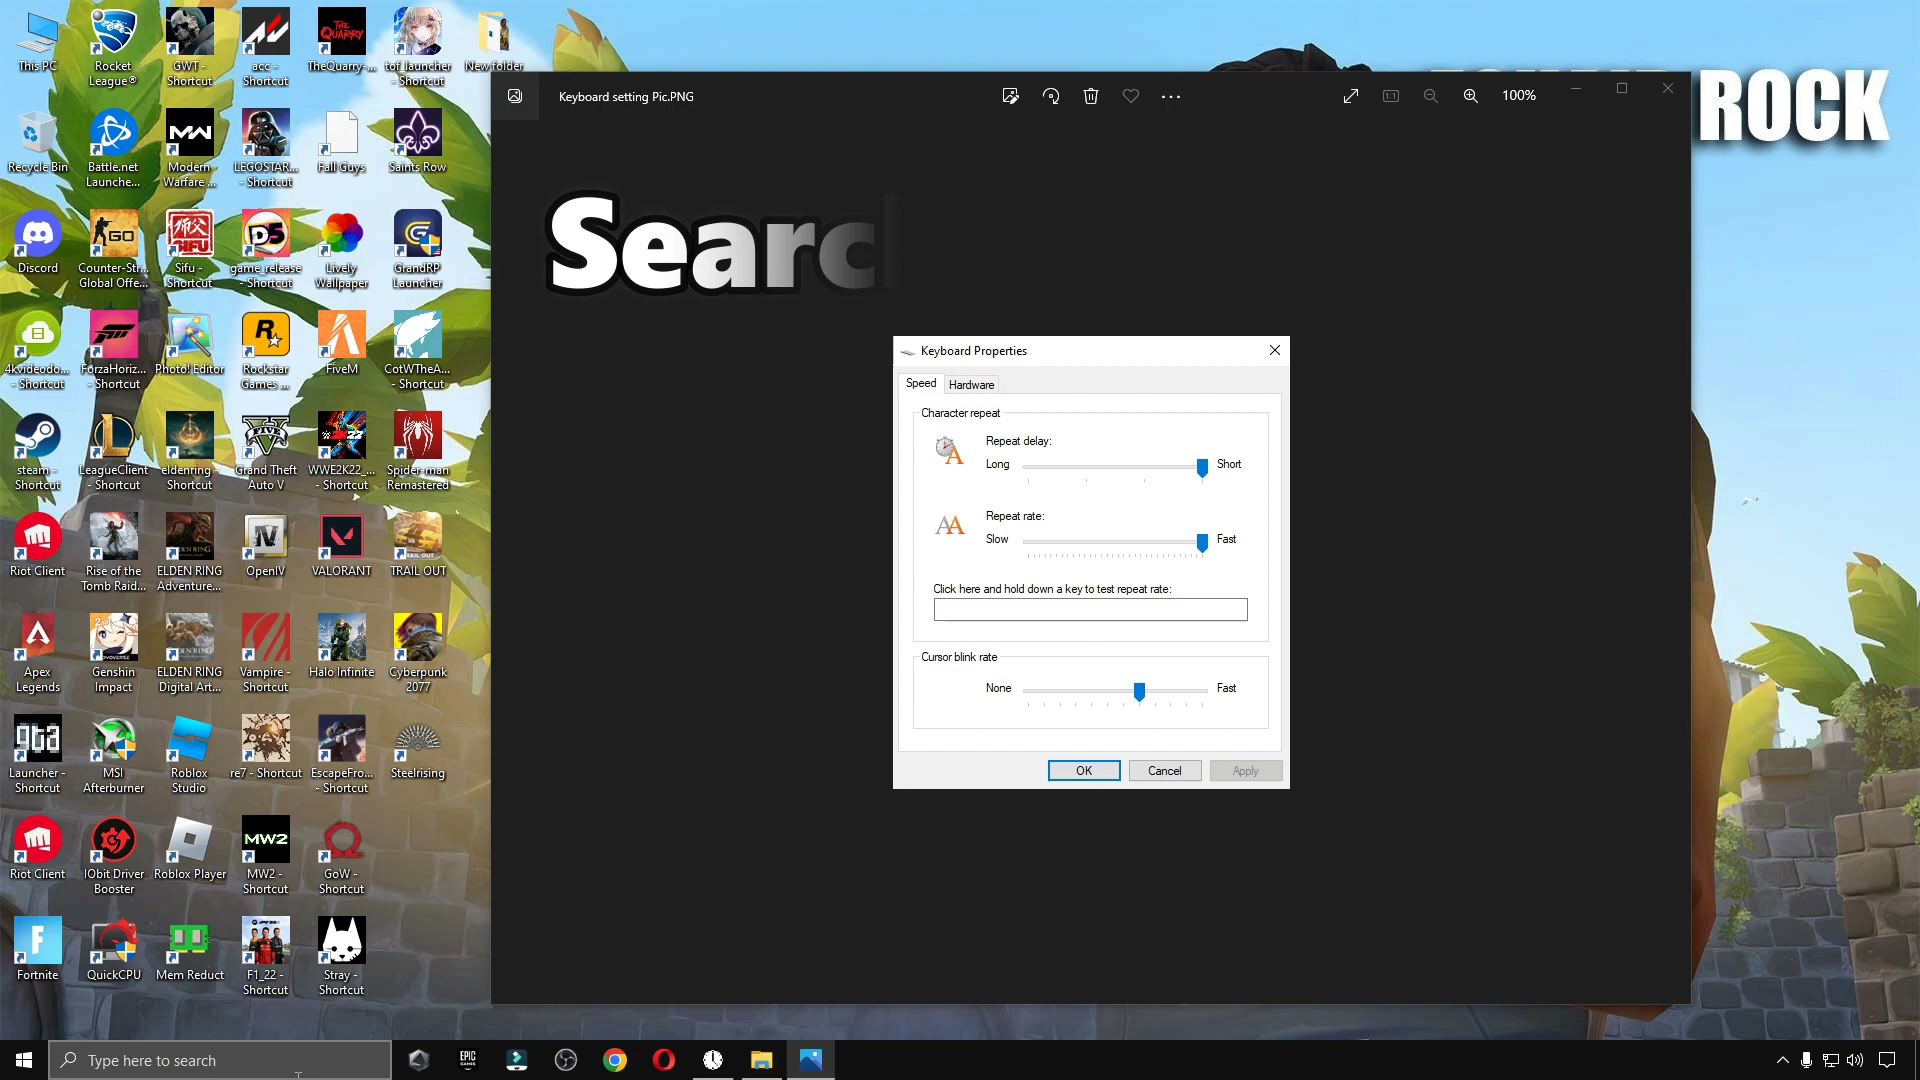 This PC
Rocket League®
GWT - Shortcut
acc - Shortcut
TheQuarry-...
tof_launcher - Shortcut
New folder
Recycle Bin
Battle.net Launche...
Modern Warfare ...
LEGOSTAR... - Shortcut
Fall Guys
Saints Row
Discord
Counter-Str... Global Offe...
Sifu - Shortcut
game_release - Shortcut
Lively Wallpaper
GrandRP Launcher
4kvideodo... - Shortcut
ForzaHoriz... - Shortcut
Photo! Editor
Rockstar Games ...
FiveM
CotWTheA... - Shortcut
steam - Shortcut
LeagueClient - Shortcut
eldenring - Shortcut
Grand Theft Auto V
WWE2K22_... - Shortcut
Spider-man Remastered
Riot Client
Rise of the Tomb Raid...
ELDEN RING Adventure...
OpenIV
VALORANT
TRAIL OUT
Apex Legends
Genshin Impact
ELDEN RING Digital Art...
Vampire - Shortcut
Halo Infinite
Cyberpunk 2077
Launcher - Shortcut
MSI Afterburner
Roblox Studio
re7 - Shortcut
EscapeFro... - Shortcut
Steelrising
Riot Client
IObit Driver Booster
Roblox Player
MW2 - Shortcut
GoW - Shortcut
Fortnite
QuickCPU
Mem Reduct
F1_22 - Shortcut
Stray - Shortcut
Keyboard setting Pic.PNG
100%
ROCK
Searc
Keyboard Properties
Speed
Hardware
Character repeat
Repeat delay:
Long
Short
Repeat rate:
Slow
Fast
Click here and hold down a key to test repeat rate:
Cursor blink rate
None
Fast
OK
Cancel
Apply
Type here to search